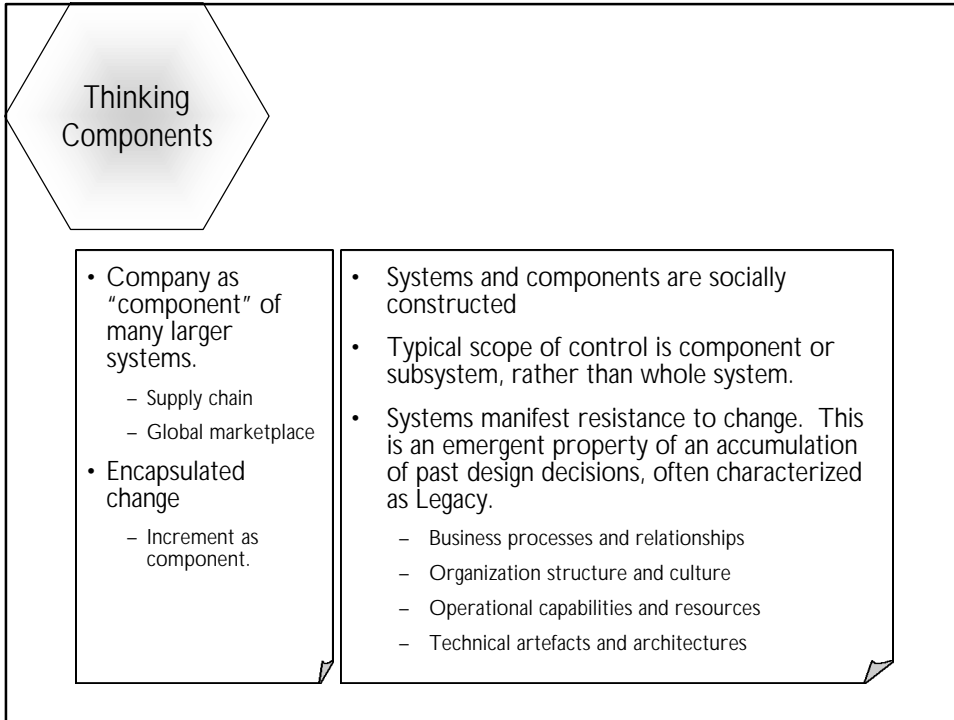 Thinking
Components
• Company as
“component” of
many larger
systems.
– Supply chain
– Global marketplace
• Encapsulated
change
– Increment as
component.
• Systems and components are socially
constructed
• Typical scope of control is component or
subsystem, rather than whole system.
• Systems manifest resistance to change. This
is an emergent property of an accumulation
of past design decisions, often characterized
as Legacy.
– Business processes and relationships
– Organization structure and culture
– Operational capabilities and resources
– Technical artefacts and architectures